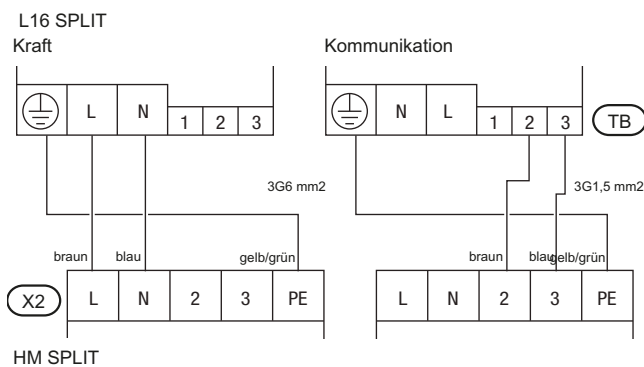 L16 SPLIT
Kraft
L N 1 2 3
3G6 mm2
braun blau gelb/grün
X2 L N 2 3 PE
HM SPLIT
Kommunikation
N L 1 2 3 TB
3G1,5 mm2
braun blau gelb/grün
L N 2 3 PE